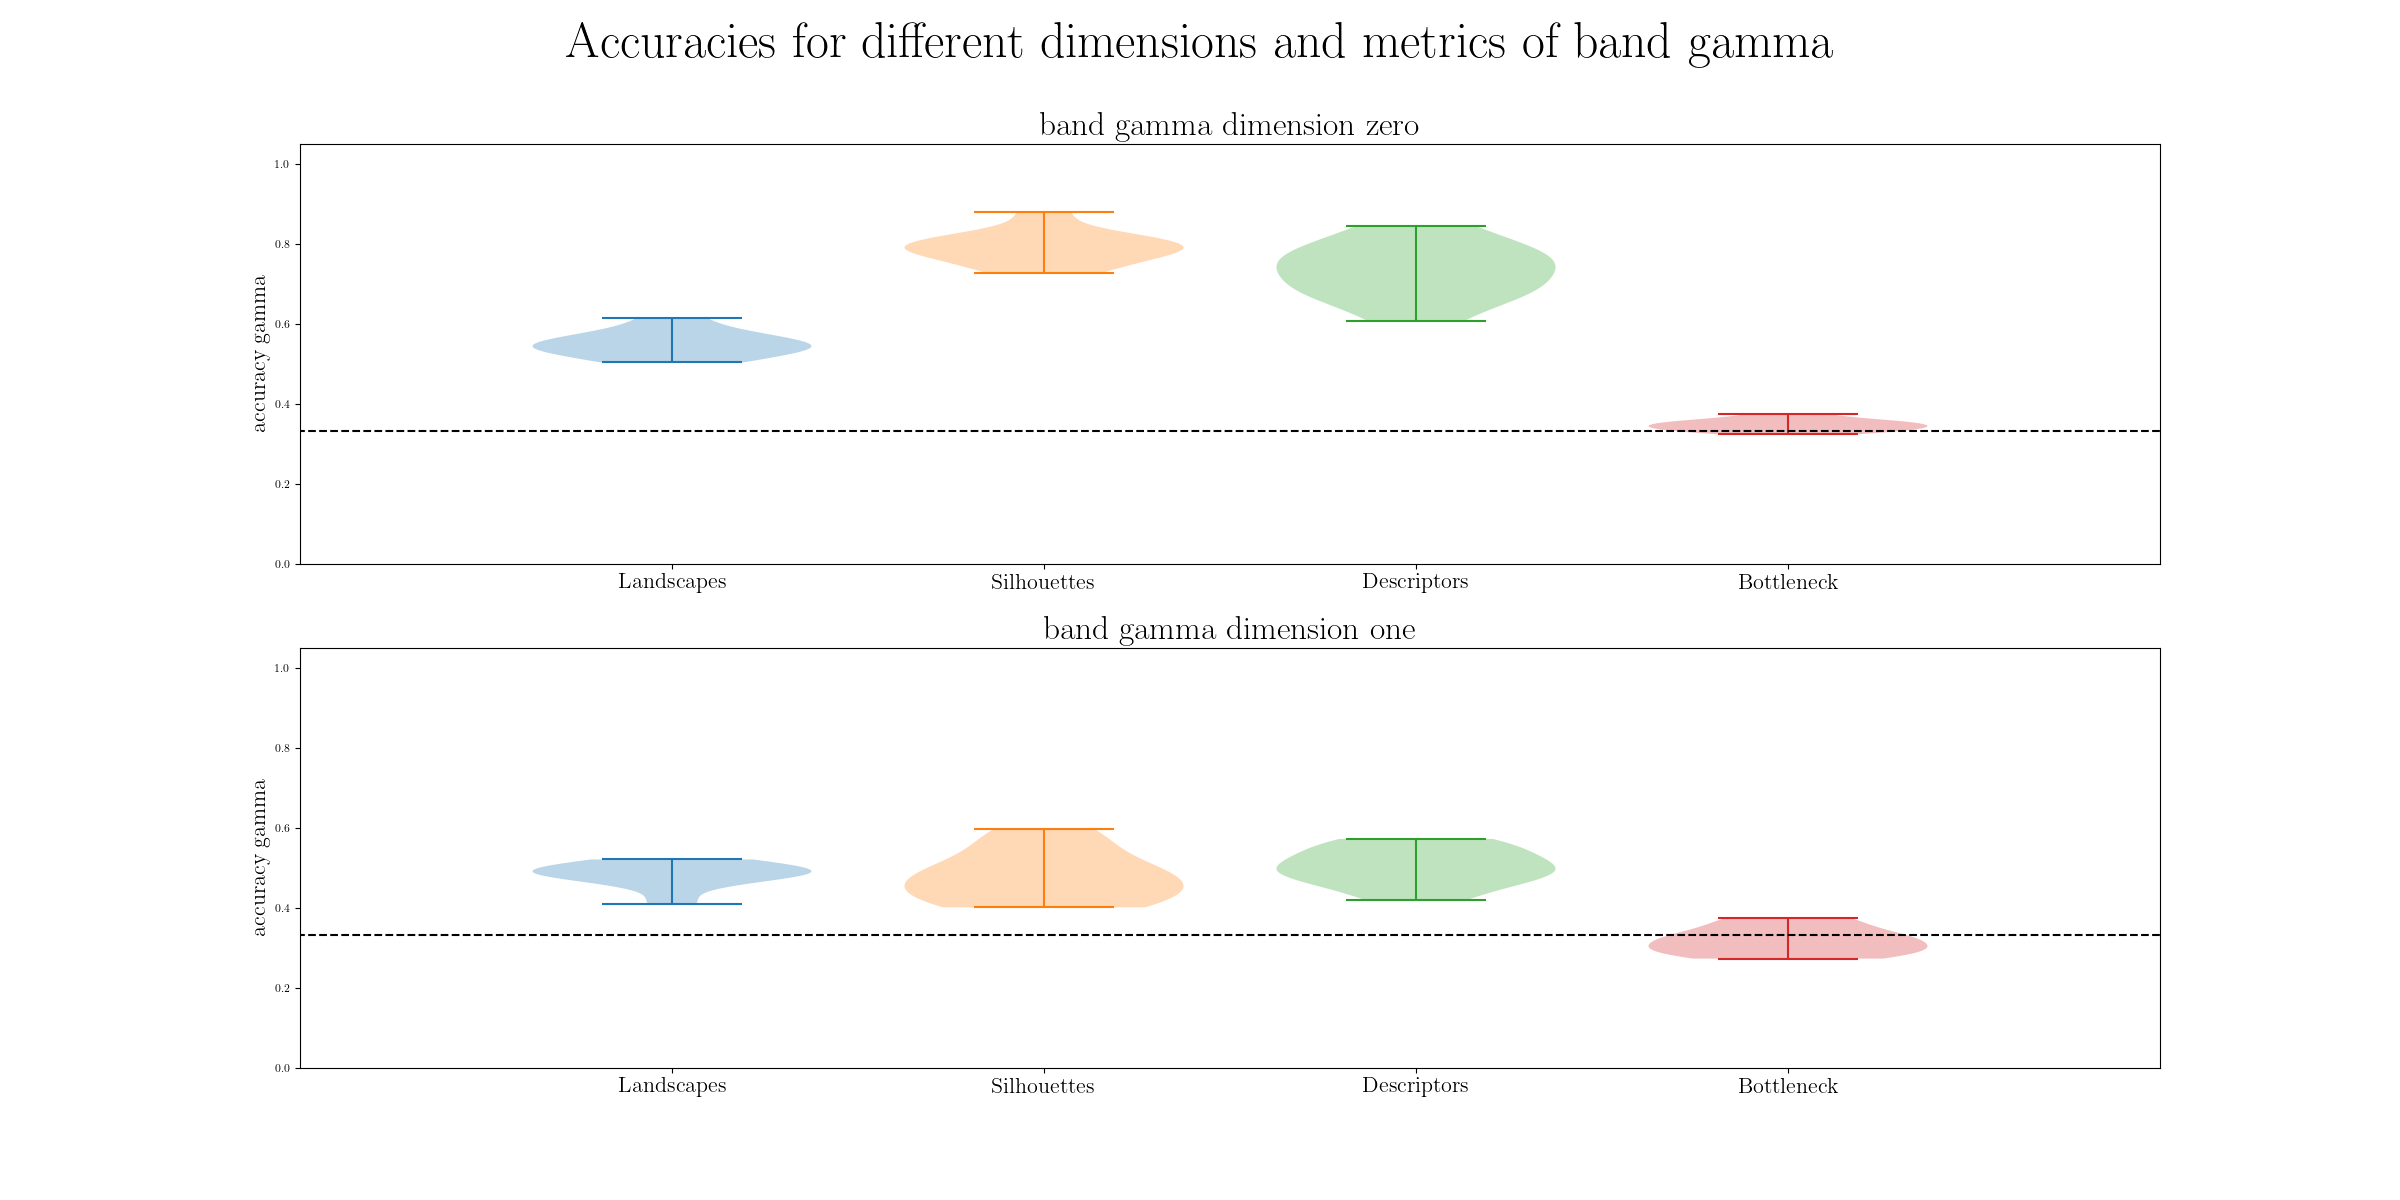 Accuracies for different dimensions and metrics of band gamma
band gamma dimension zero
accuracy gamma
1.0
0.8
0.6
0.4
0.2
0.0
Landscapes Silhouettes Descriptors Bottleneck
band gamma dimension one
accuracy gamma
1.0
0.8
0.6
0.4
0.2
0.0
Landscapes Silhouettes Descriptors Bottleneck